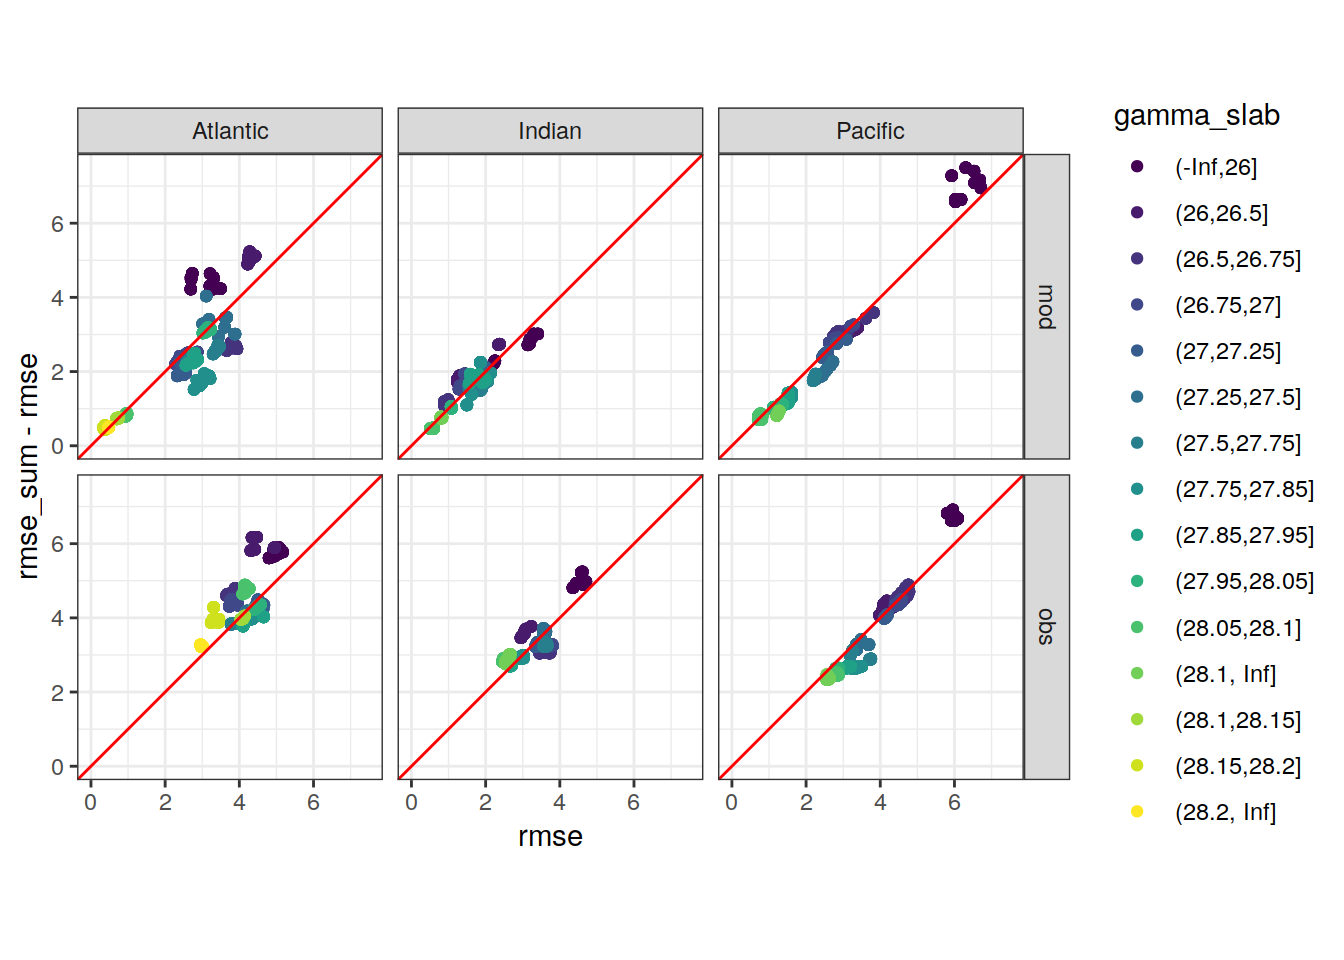 Atlantic
Indian
Pacific
gamma_slab
(-Inf,26]
(26,26.5]
(26.5,26.75]
(26.75,27]
(27,27.25]
(27.25,27.5]
(27.5,27.75]
(27.75,27.85]
(27.85,27.95]
(27.95,28.05]
(28.05,28.1]
(28.1, Inf]
(28.1,28.15]
(28.15,28.2]
(28.2, Inf]
mod
obs
rmse_sum - rmse
6
4
2
0
6
4
2
0
0 2 4 6
0 2 4 6
0 2 4 6
rmse